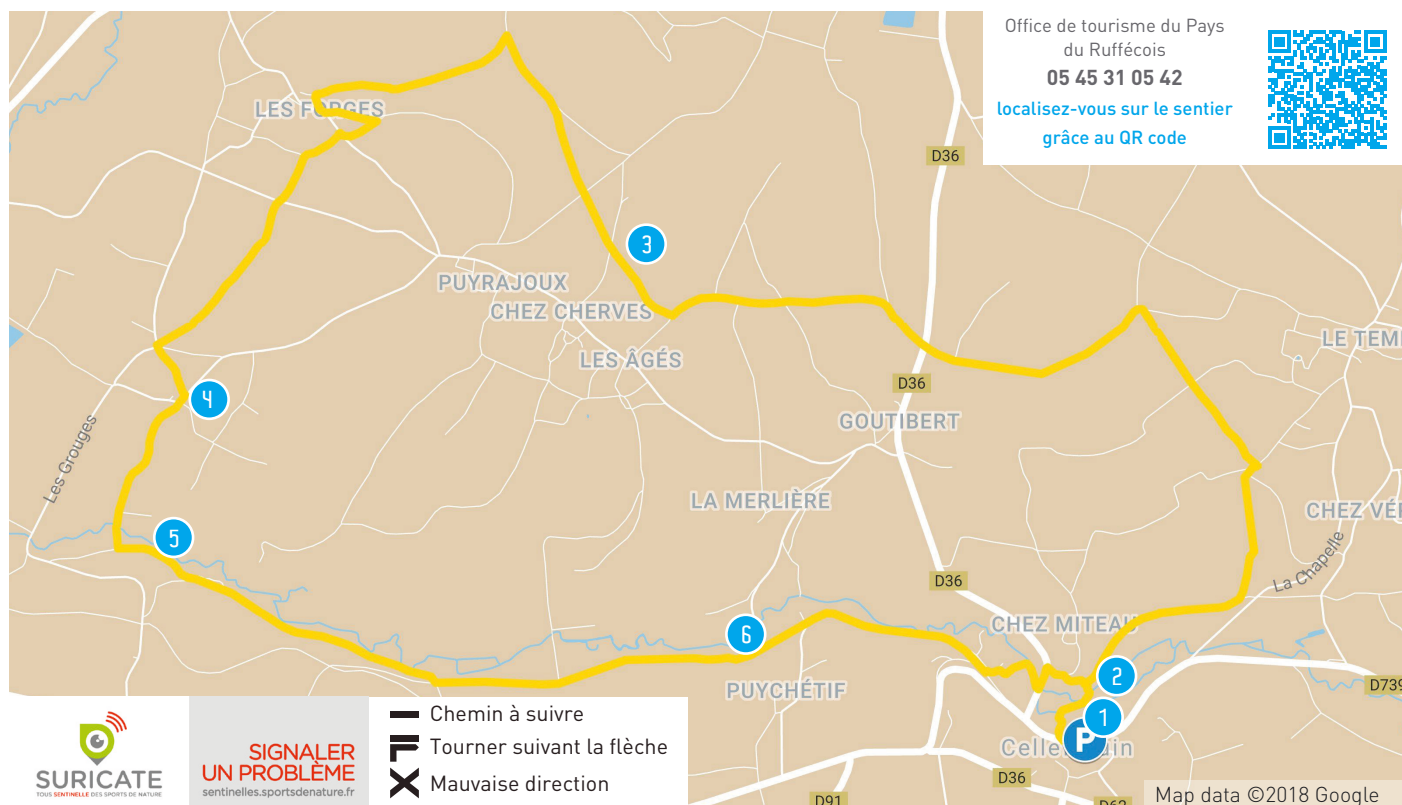 Office de tourisme du Pays
du Ruffécois
05 45 31 05 42
localisez-vous sur le sentier
grâce au QR code
LES FORGES
D36
3
PUYRAJOUX
CHEZ CHERVES
LES ÂGÉS
LE TEM
D36
4
GOUTIBERT
Les Grouges
LA MERLIÈRE
CHEZ VÉ
5
D36
La Chapelle
6
CHEZ MITEAU
2
PUYCHÉTIF
D739
1
P
D36
D91
D62
SURICATE
TOUS SENTINELLE DES SPORTS DE NATURE
SIGNALER
UN PROBLÈME
sentinelles.sportsdenature.fr
Chemin à suivre
Tourner suivant la flèche
Mauvaise direction
Map data ©2018 Google